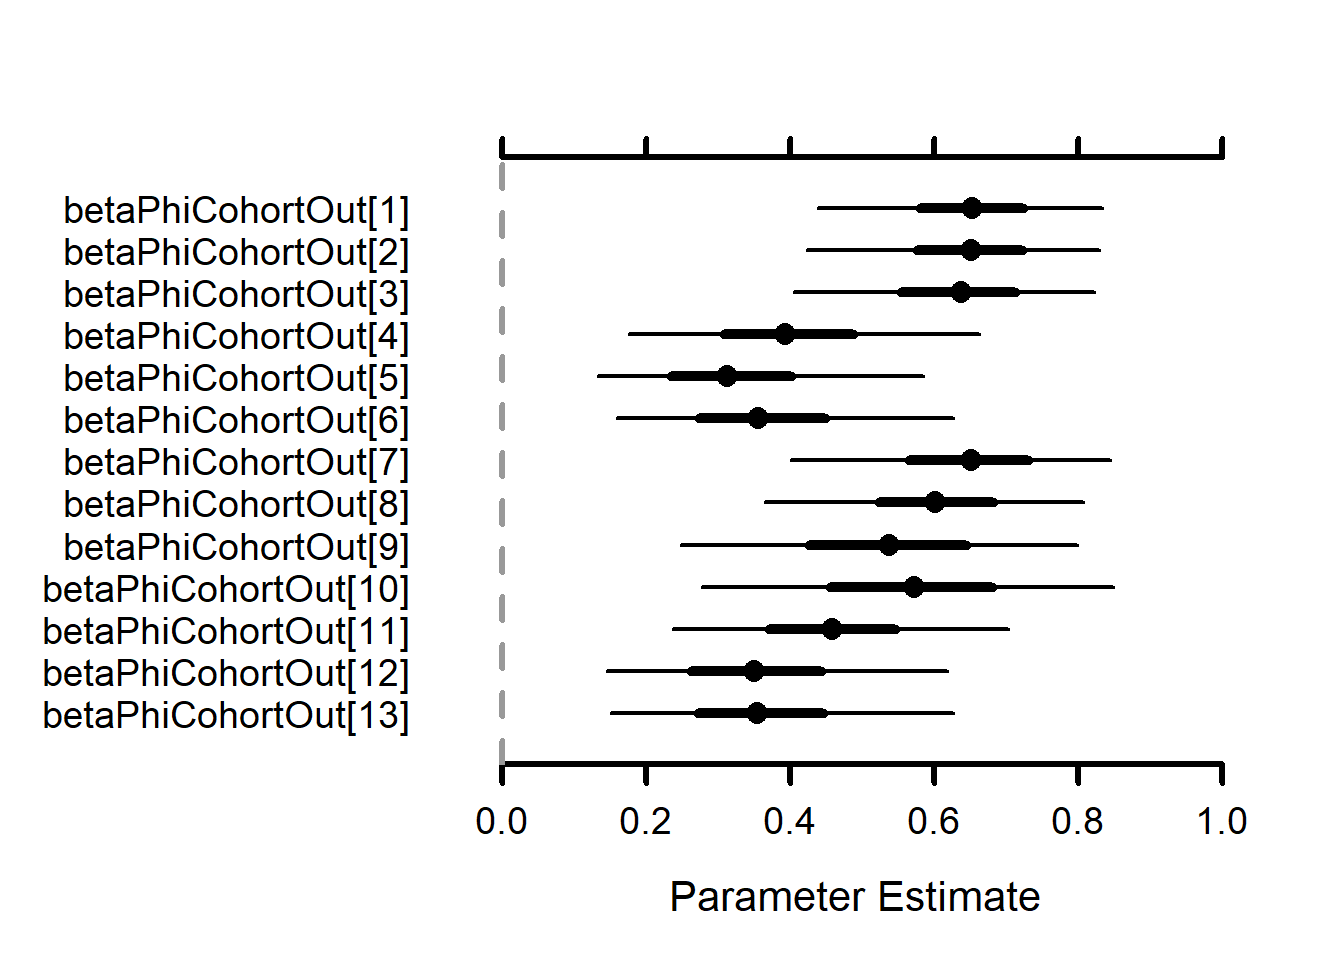 betaPhiCohortOut[1]
betaPhiCohortOut[2]
betaPhiCohortOut[3]
betaPhiCohortOut[4]
betaPhiCohortOut[5]
betaPhiCohortOut[6]
betaPhiCohortOut[7]
betaPhiCohortOut[8]
betaPhiCohortOut[9]
betaPhiCohortOut[10]
betaPhiCohortOut[11]
betaPhiCohortOut[12]
betaPhiCohortOut[13]
0.0 0.2 0.4 0.6 0.8 1.0
Parameter Estimate